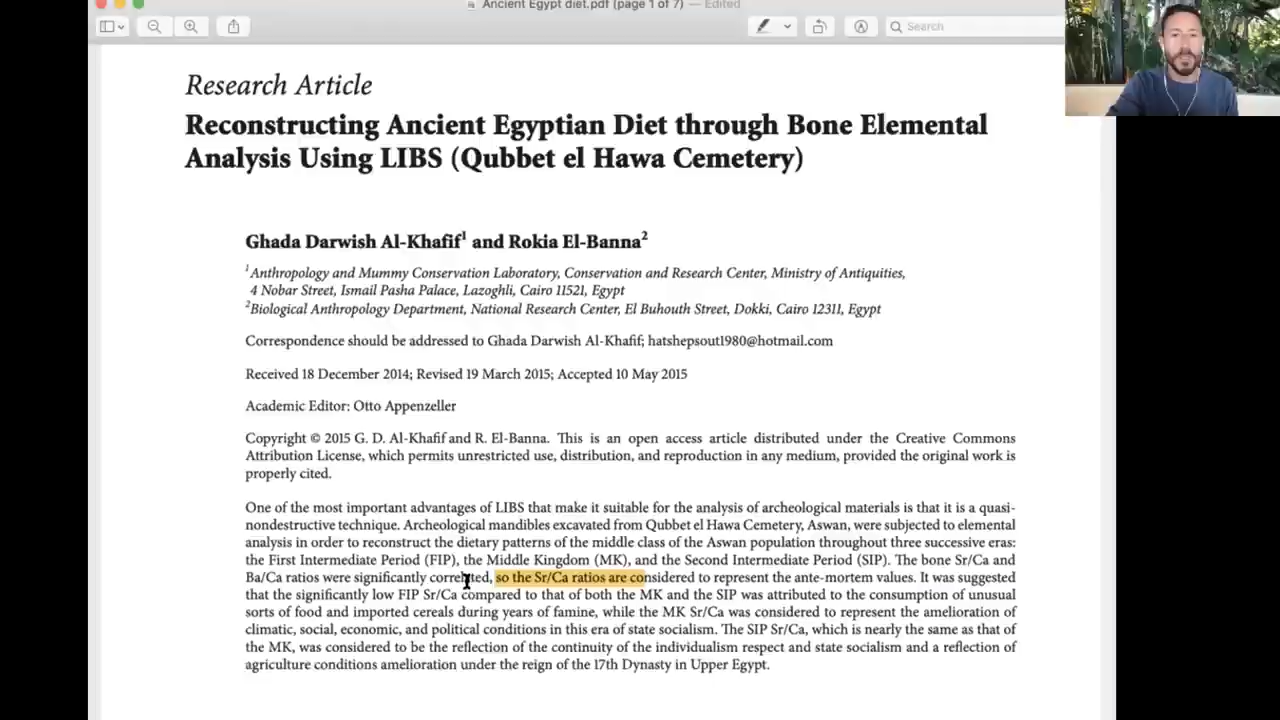 Ancient Egypt diet.pdf (page 1 of 7) — Edited
Search
Research Article
Reconstructing Ancient Egyptian Diet through Bone Elemental
Analysis Using LIBS (Qubbet el Hawa Cemetery)
Ghada Darwish Al-Khafif1 and Rokia El-Banna2
1Anthropology and Mummy Conservation Laboratory, Conservation and Research Center, Ministry of Antiquities,
4 Nobar Street, Ismail Pasha Palace, Lazoghli, Cairo 11521, Egypt
2Biological Anthropology Department, National Research Center, El Buhouth Street, Dokki, Cairo 12311, Egypt
Correspondence should be addressed to Ghada Darwish Al-Khafif; hatshepsout1980@hotmail.com
Received 18 December 2014; Revised 19 March 2015; Accepted 10 May 2015
Academic Editor: Otto Appenzeller
Copyright © 2015 G. D. Al-Khafif and R. El-Banna. This is an open access article distributed under the Creative Commons
Attribution License, which permits unrestricted use, distribution, and reproduction in any medium, provided the original work is
properly cited.
One of the most important advantages of LIBS that make it suitable for the analysis of archeological materials is that it is a quasi-
nondestructive technique. Archeological mandibles excavated from Qubbet el Hawa Cemetery, Aswan, were subjected to elemental
analysis in order to reconstruct the dietary patterns of the middle class of the Aswan population throughout three successive eras:
the First Intermediate Period (FIP), the Middle Kingdom (MK), and the Second Intermediate Period (SIP). The bone Sr/Ca and
Ba/Ca ratios were significantly correlated, so the Sr/Ca ratios are considered to represent the ante-mortem values. It was suggested
that the significantly low FIP Sr/Ca compared to that of both the MK and the SIP was attributed to the consumption of unusual
sorts of food and imported cereals during years of famine, while the MK Sr/Ca was considered to represent the amelioration of
climatic, social, economic, and political conditions in this era of state socialism. The SIP Sr/Ca, which is nearly the same as that of
the MK, was considered to be the reflection of the continuity of the individualism respect and state socialism and a reflection of
agriculture conditions amelioration under the reign of the 17th Dynasty in Upper Egypt.